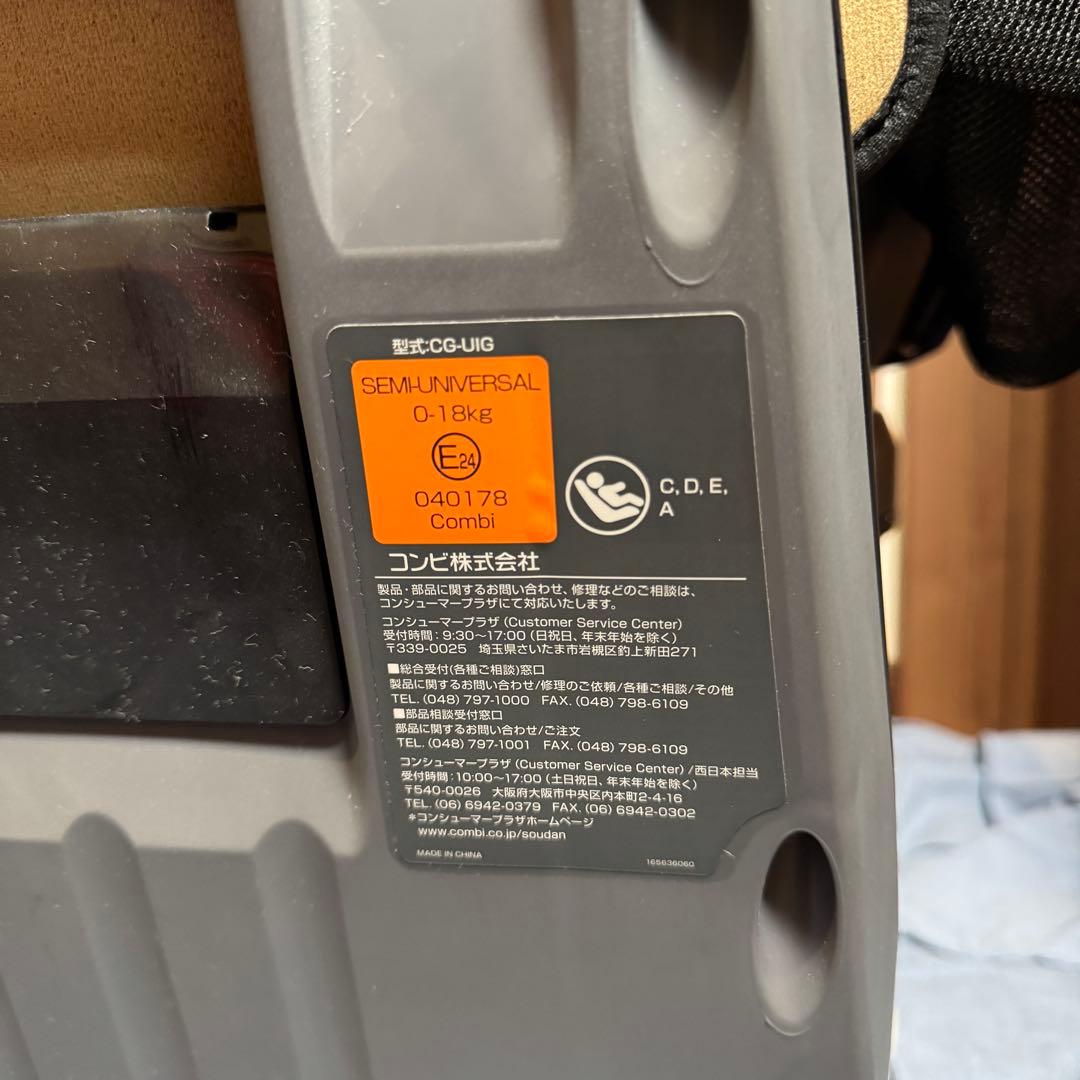 型式:CG-UIG
SEMI-UNIVERSAL
0-18kg
E24
040178
Combi
C, D, E,
A
コンビ株式会社
製品・部品に関するお問い合わせ、修理などのご相談は、
コンシューマープラザにて対応いたします。
コンシューマープラザ (Customer Service Center)
受付時間:9:30〜17:00 (日祝日、年末年始を除く)
〒339-0025 埼玉県さいたま市岩槻区釣上新田271
■総合受付(各種ご相談)窓口
製品に関するお問い合わせ/修理のご依頼/各種ご相談/その他
TEL. (048) 797-1000 FAX. (048) 798-6109
■部品相談受付窓口
部品に関するお問い合わせ/ご注文
TEL. (048) 797-1001 FAX. (048) 798-6109
コンシューマープラザ (Customer Service Center) /西日本担当
受付時間:10:00〜17:00 (土日祝日、年末年始を除く)
〒540-0026 大阪府大阪市中央区内本町2-4-16
TEL. (06) 6942-0379 FAX. (06) 6942-0302
*コンシューマープラザホームページ
www.combi.co.jp/soudan
MADE IN CHINA
165636060